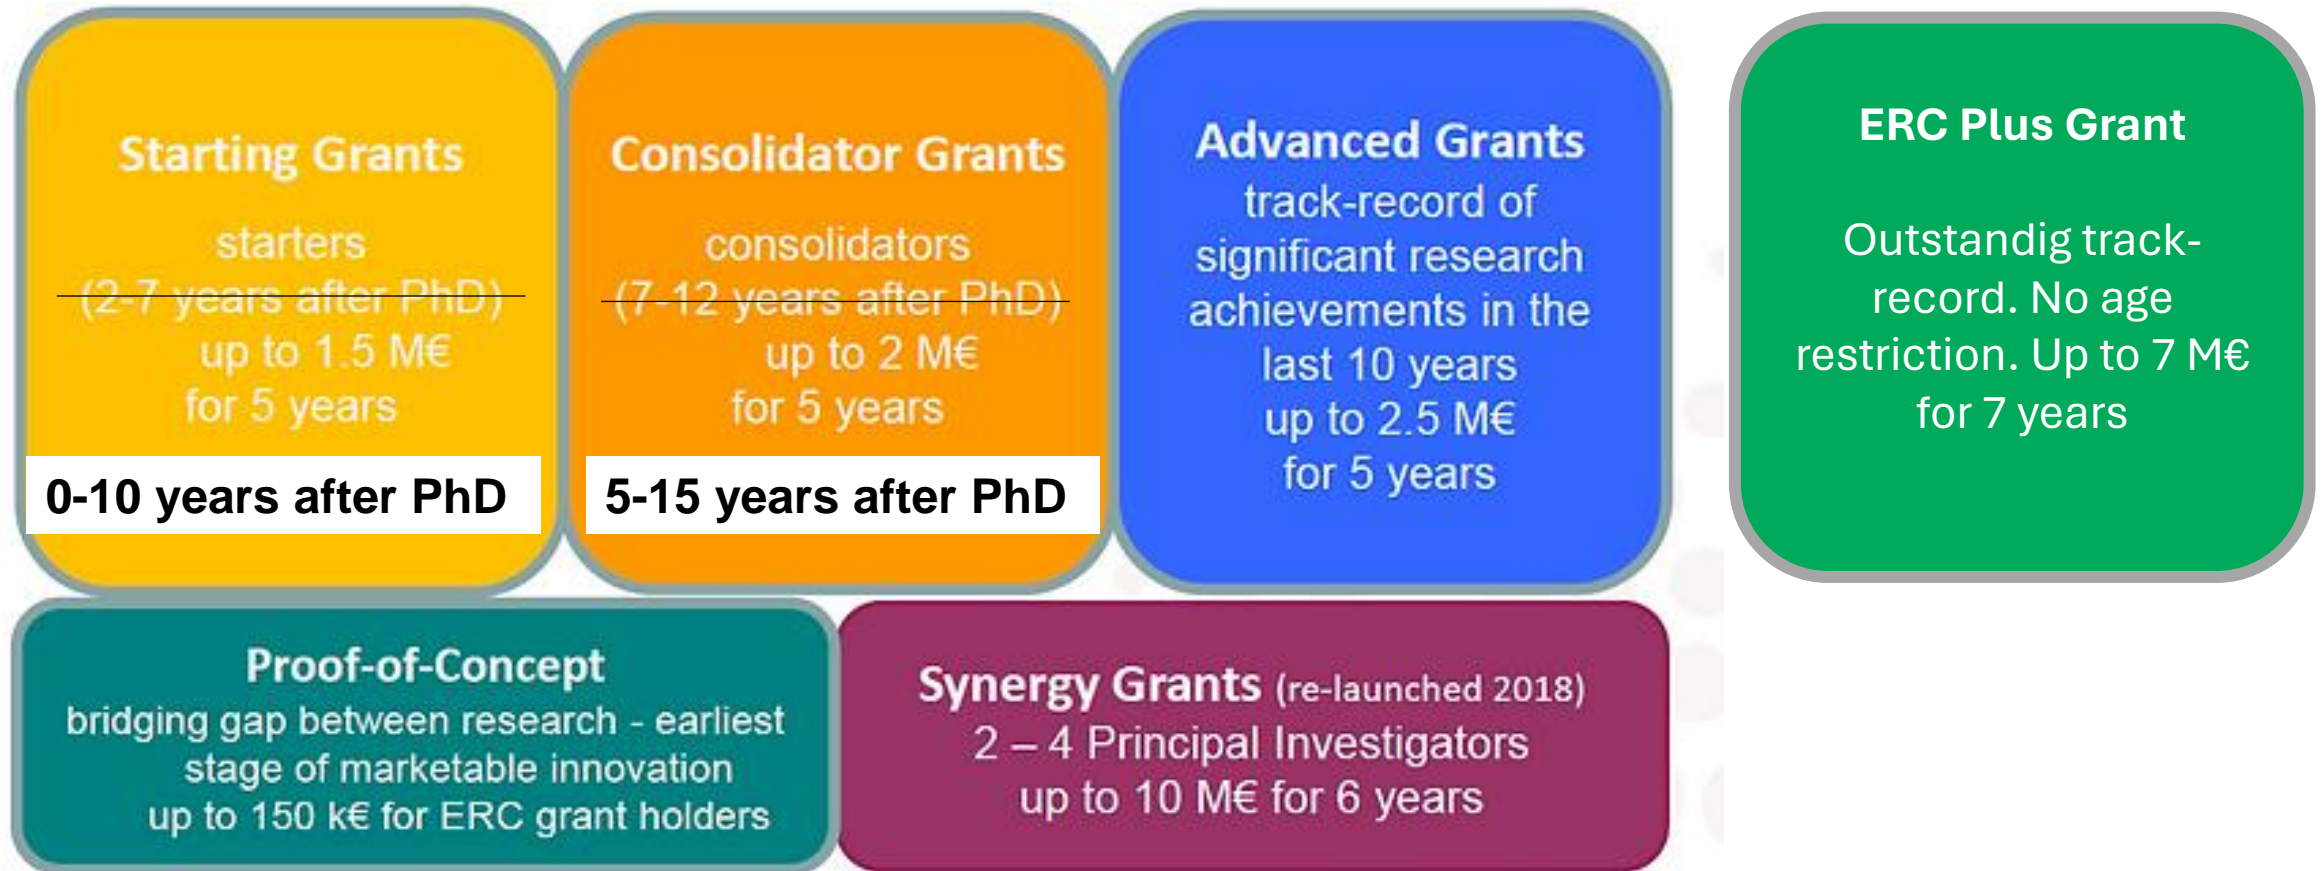 Starting Grants
starters
(2-7 years after PhD)
up to 1.5 M€
for 5 years
0-10 years after PhD
Consolidator Grants
consolidators
(7-12 years after PhD)
up to 2 M€
for 5 years
5-15 years after PhD
Advanced Grants
track-record of
significant research
achievements in the
last 10 years
up to 2.5 M€
for 5 years
ERC Plus Grant
Outstandig track-
record. No age
restriction. Up to 7 M€
for 7 years
Proof-of-Concept
bridging gap between research - earliest
stage of marketable innovation
up to 150 k€ for ERC grant holders
Synergy Grants (re-launched 2018)
2 – 4 Principal Investigators
up to 10 M€ for 6 years